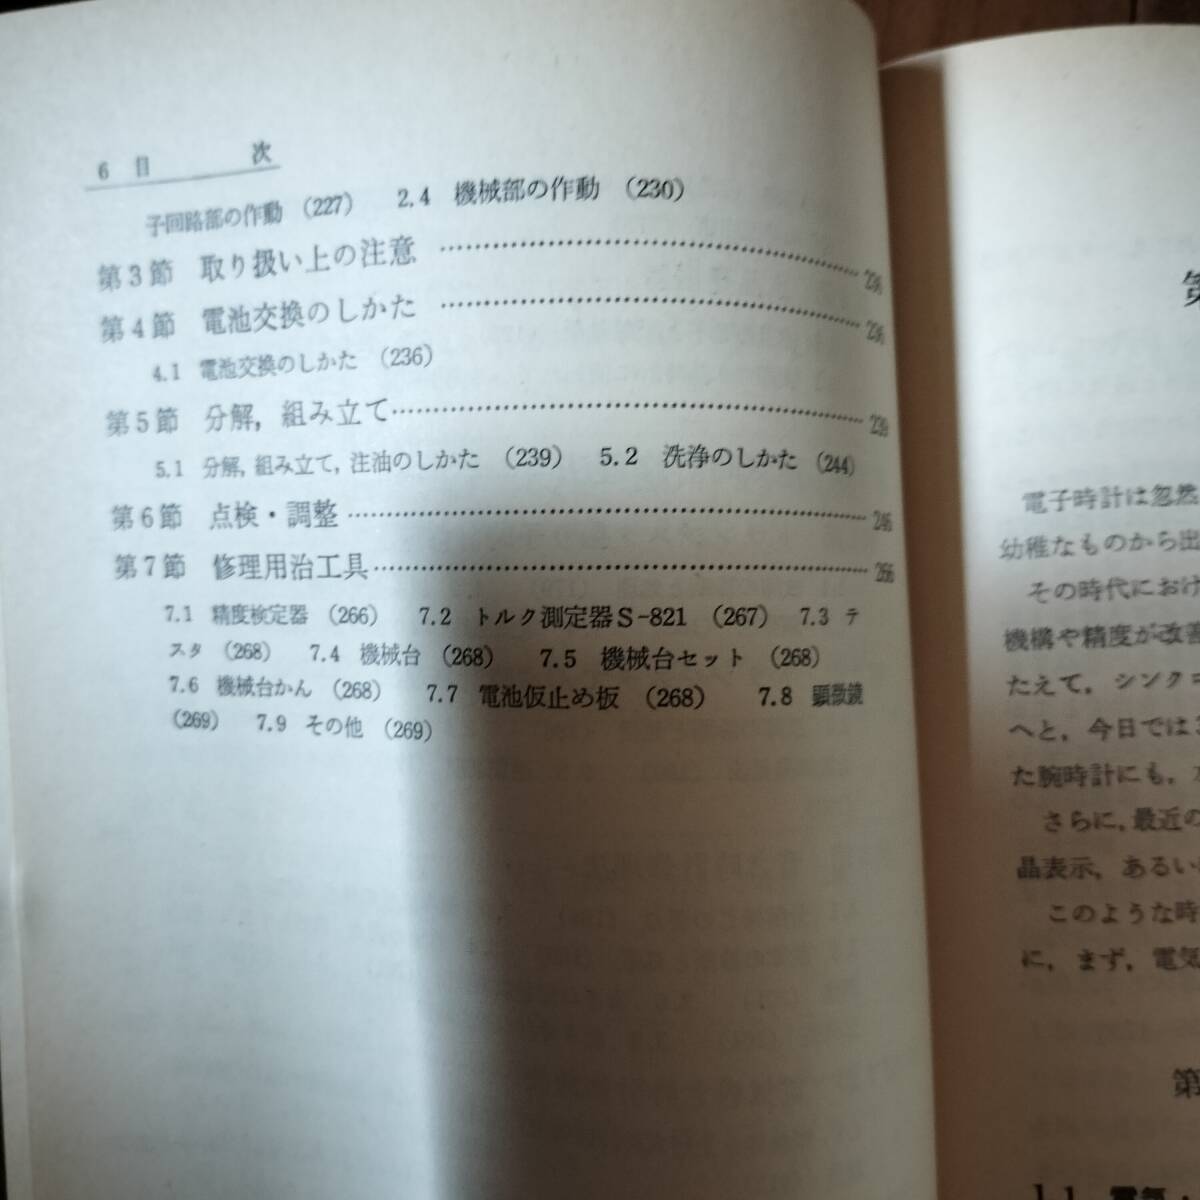 6 目 次
子回路部の作動 (227) 2.4 機械部の作動 (230)
第3節 取り扱い上の注意
第4節 電池交換のしかた 236
4.1 電池交換のしかた (236)
第5節 分解, 組み立て 239
5.1 分解, 組み立て, 注油のしかた (239) 5.2 洗浄のしかた (244)
第6節 点検・調整 246
第7節 修理用治工具 266
7.1 精度検定器 (266) 7.2 トルク測定器S-821 (267) 7.3 テ
スタ (268) 7.4 機械台 (268) 7.5 機械台セット (268)
7.6 機械台かん (268) 7.7 電池仮止め板 (268) 7.8 顕微鏡
(269) 7.9 その他 (269)
第
電子時計は忽然
幼稚なものから出
その時代におけ
機構や精度が改善
たえて, シンクロ
へと, 今日では
た腕時計にも,
さらに, 最近の
晶表示, あるい
このような時
に, まず, 電気
第
1.1 電気